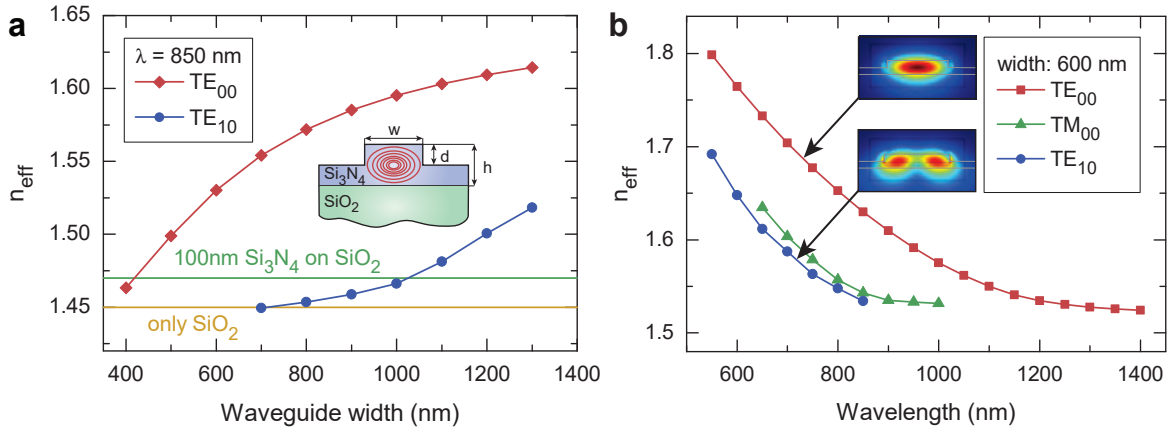 a
λ = 850 nm
TE00
TE10
w
d
h
Si3N4
SiO2
100nm Si3N4 on SiO2
only SiO2
1.65
1.60
1.55
1.50
1.45
neff
400 600 800 1000 1200 1400
Waveguide width (nm)
b
width: 600 nm
TE00
TM00
TE10
1.8
1.7
1.6
1.5
neff
600 800 1000 1200 1400
Wavelength (nm)